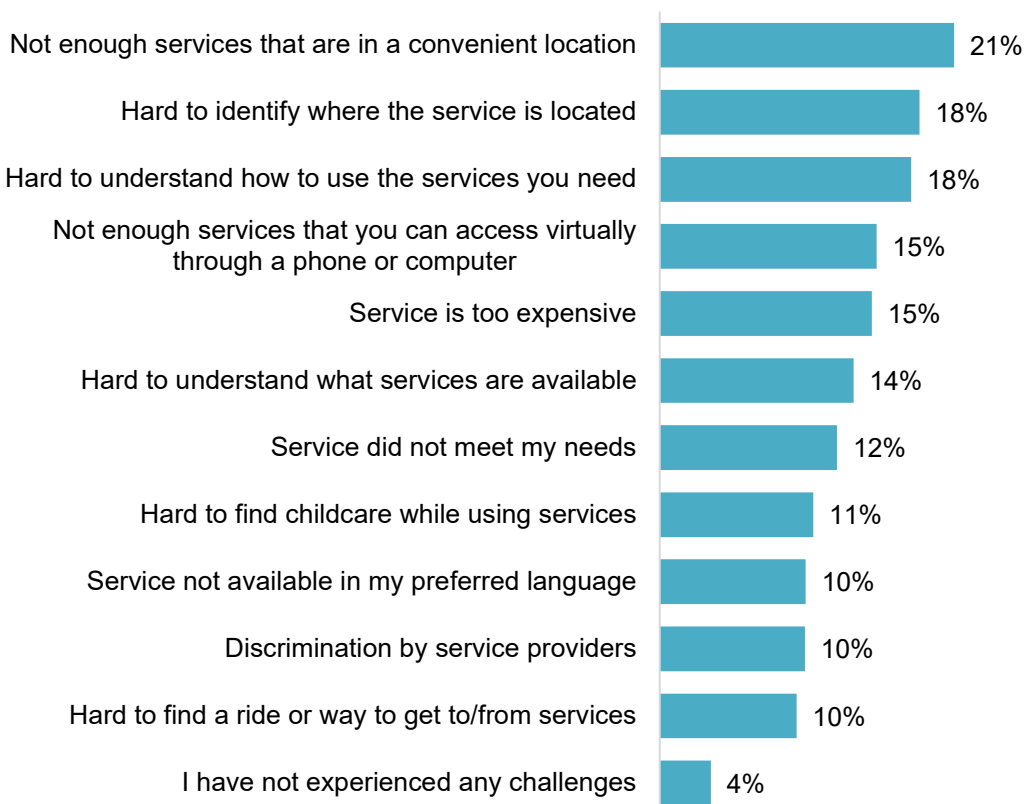 Not enough services that are in a convenient location 21%
Hard to identify where the service is located 18%
Hard to understand how to use the services you need 18%
Not enough services that you can access virtually
through a phone or computer 15%
Service is too expensive 15%
Hard to understand what services are available 14%
Service did not meet my needs 12%
Hard to find childcare while using services 11%
Service not available in my preferred language 10%
Discrimination by service providers 10%
Hard to find a ride or way to get to/from services 10%
I have not experienced any challenges 4%